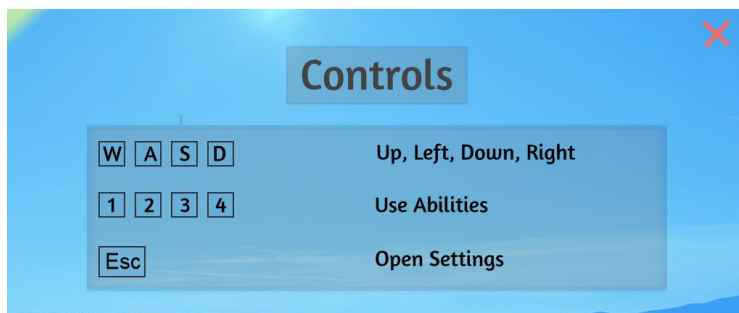 Controls
W A S D Up, Left, Down, Right
1 2 3 4 Use Abilities
Esc Open Settings